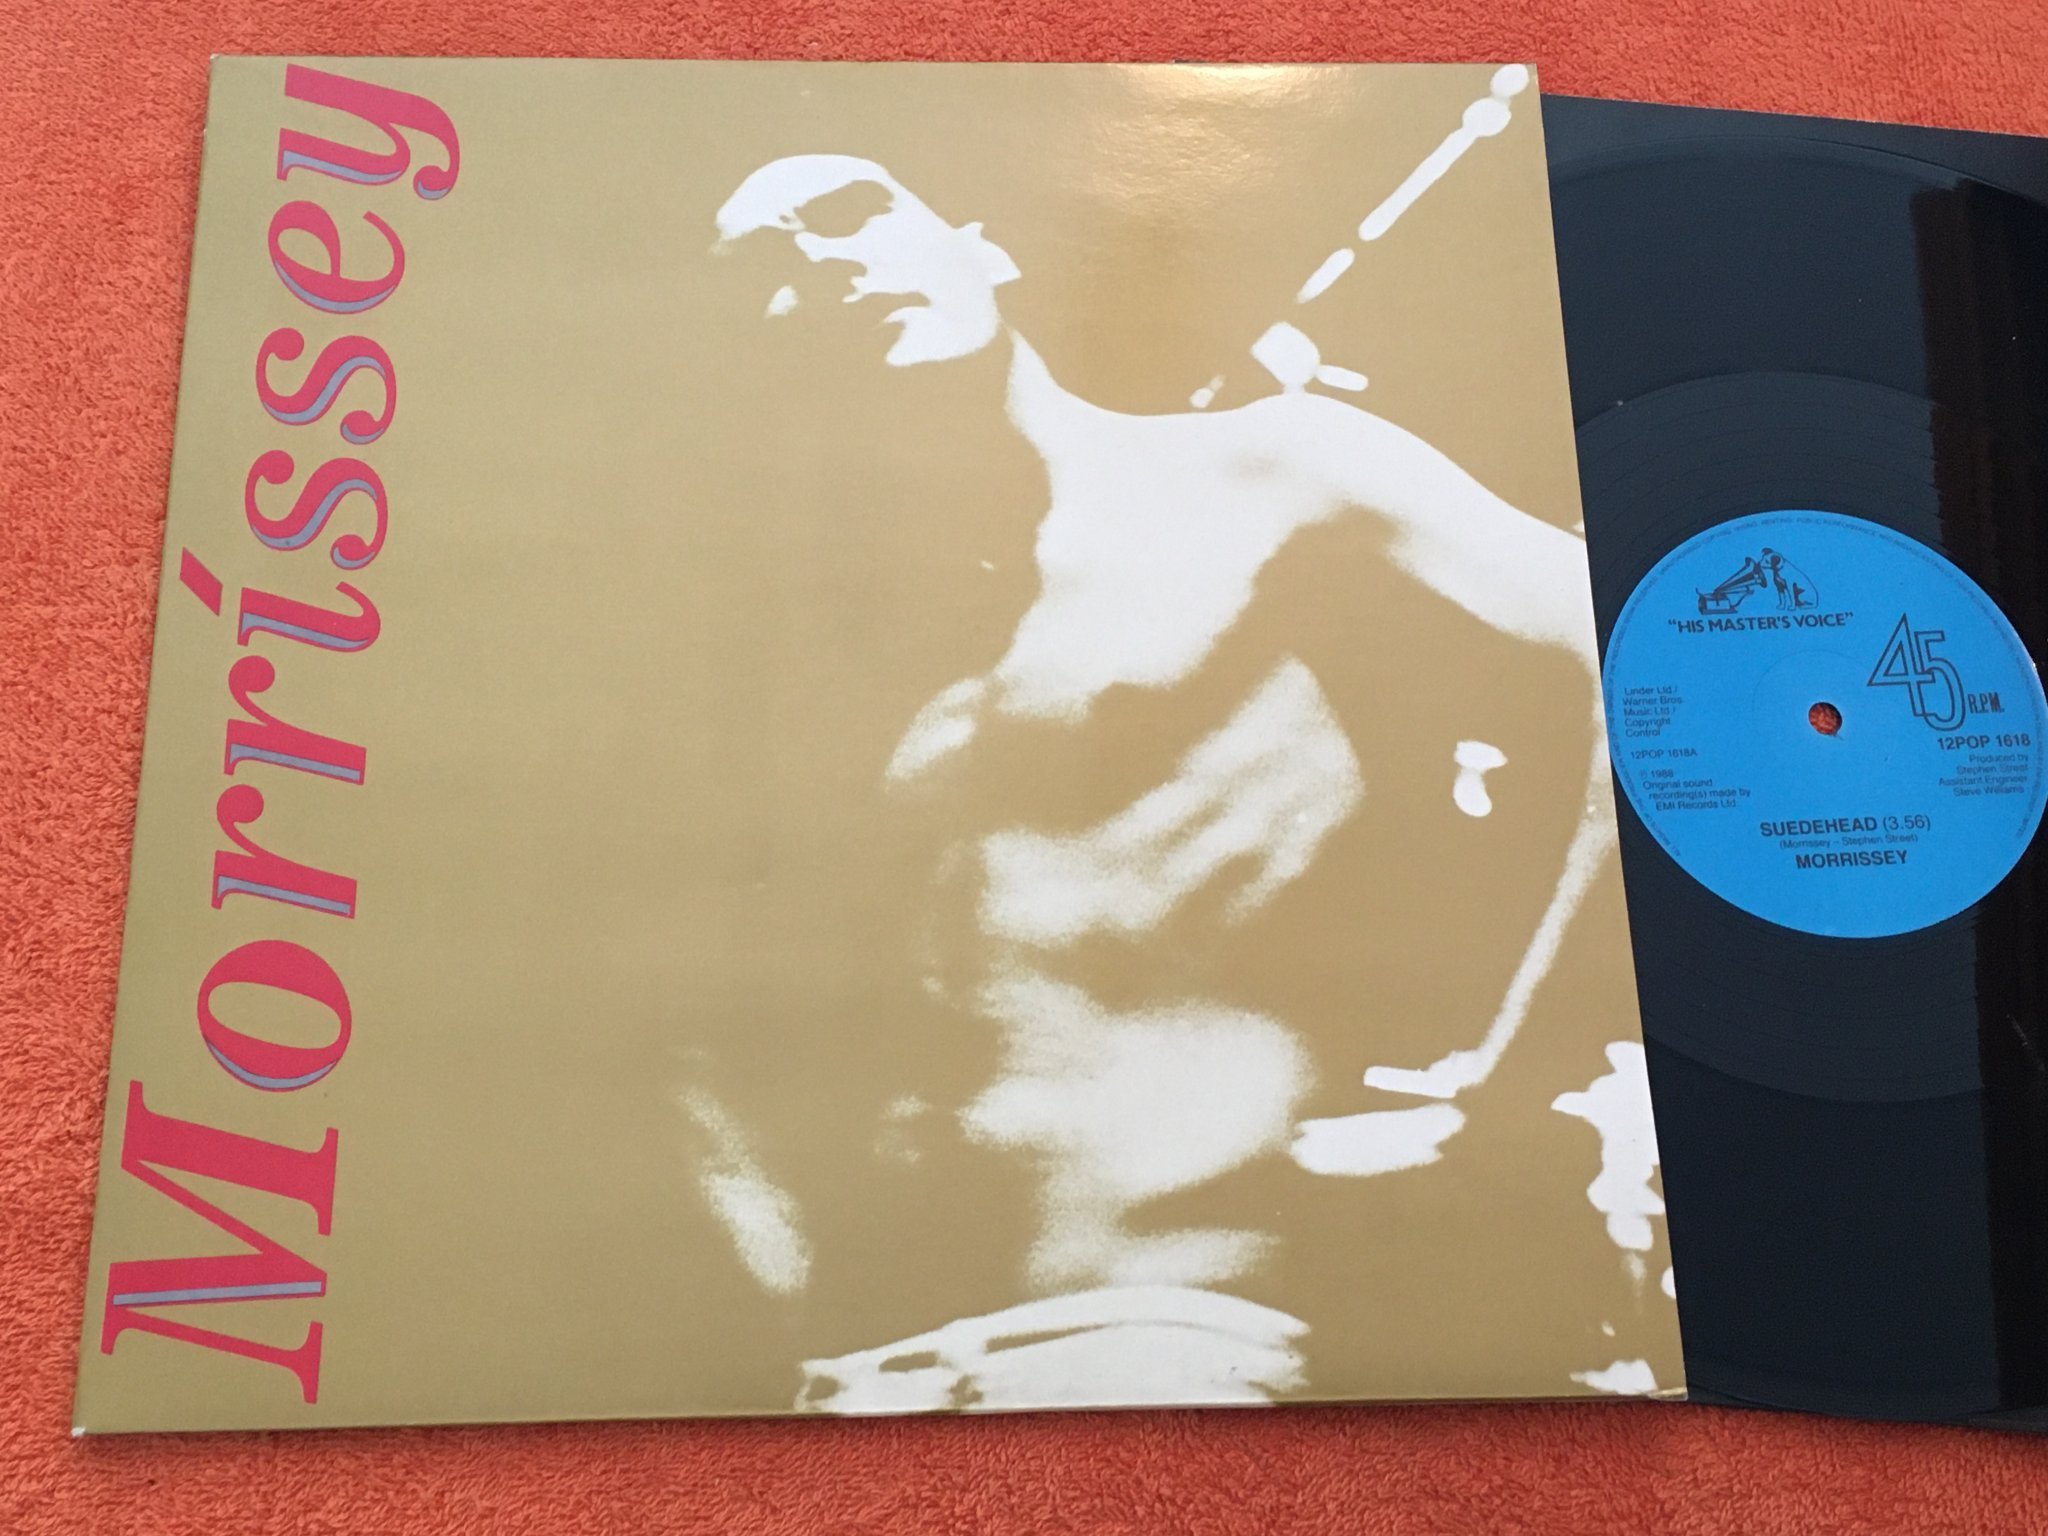 Morrissey
"HIS MASTER'S VOICE"
45
R.P.M.
Linder Ltd./
Warner Bros.
Music Ltd./
Copyright
Control
12POP 1618A
℗ 1988
Original sound
recording(s) made by
EMI Records Ltd.
12POP 1618
Produced by
Stephen Street
Assistant Engineer
Steve Williams
SUEDEHEAD (3.56)
(Morrissey – Stephen Street)
MORRISSEY